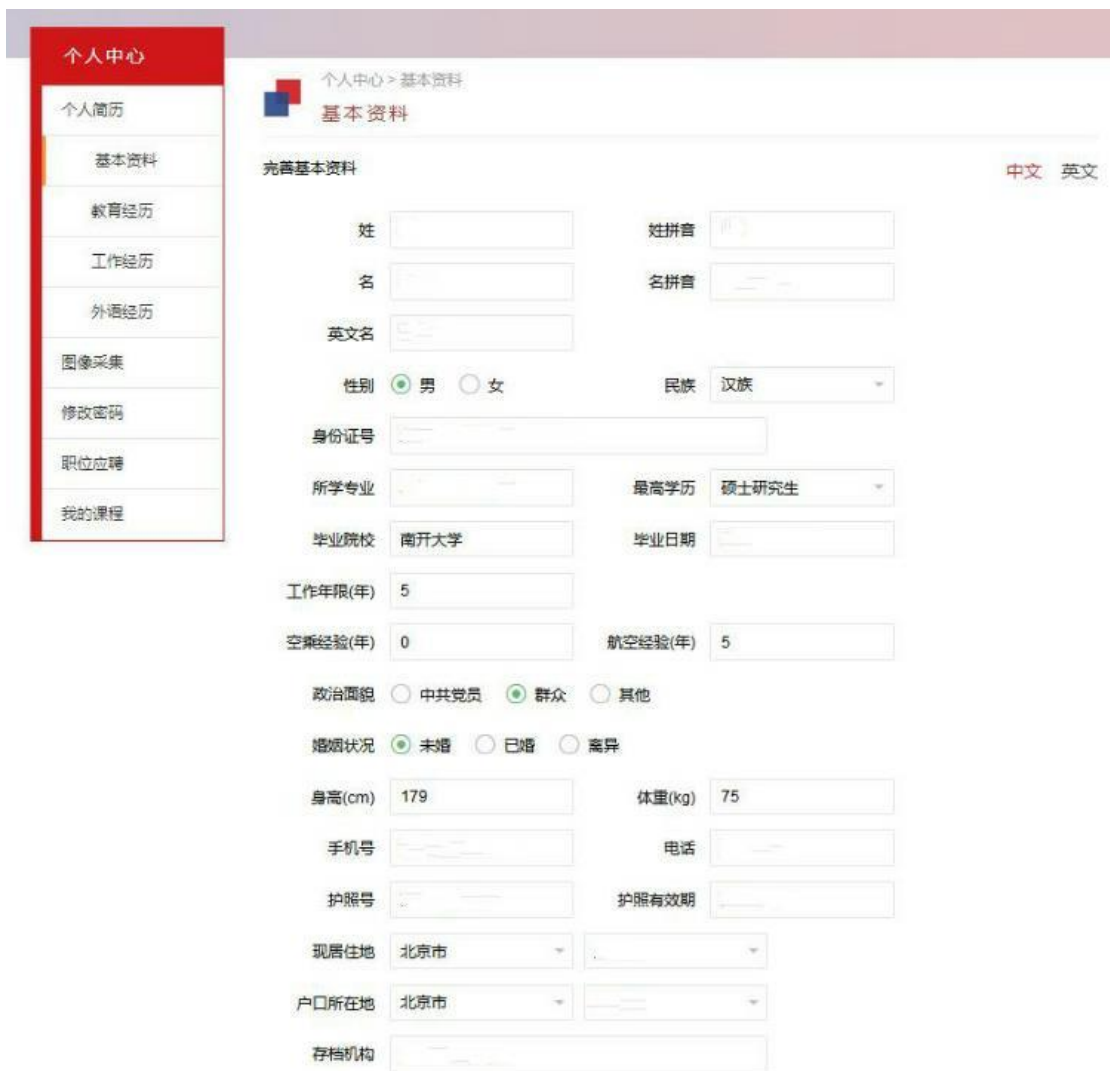 个人中心
个人简历
基本资料
教育经历
工作经历
外语经历
图像采集
修改密码
职位应聘
我的课程
个人中心 > 基本资料
基本资料
完善基本资料 中文 英文
姓 姓拼音
名 名拼音
英文名
性别 男 女 民族 汉族
身份证号
所学专业 最高学历 硕士研究生
毕业院校 南开大学 毕业日期
工作年限(年) 5
空乘经验(年) 0 航空经验(年) 5
政治面貌 中共党员 群众 其他
婚姻状况 未婚 已婚 离异
身高(cm) 179 体重(kg) 75
手机号 电话
护照号 护照有效期
现居住地 北京市
户口所在地 北京市
存档机构